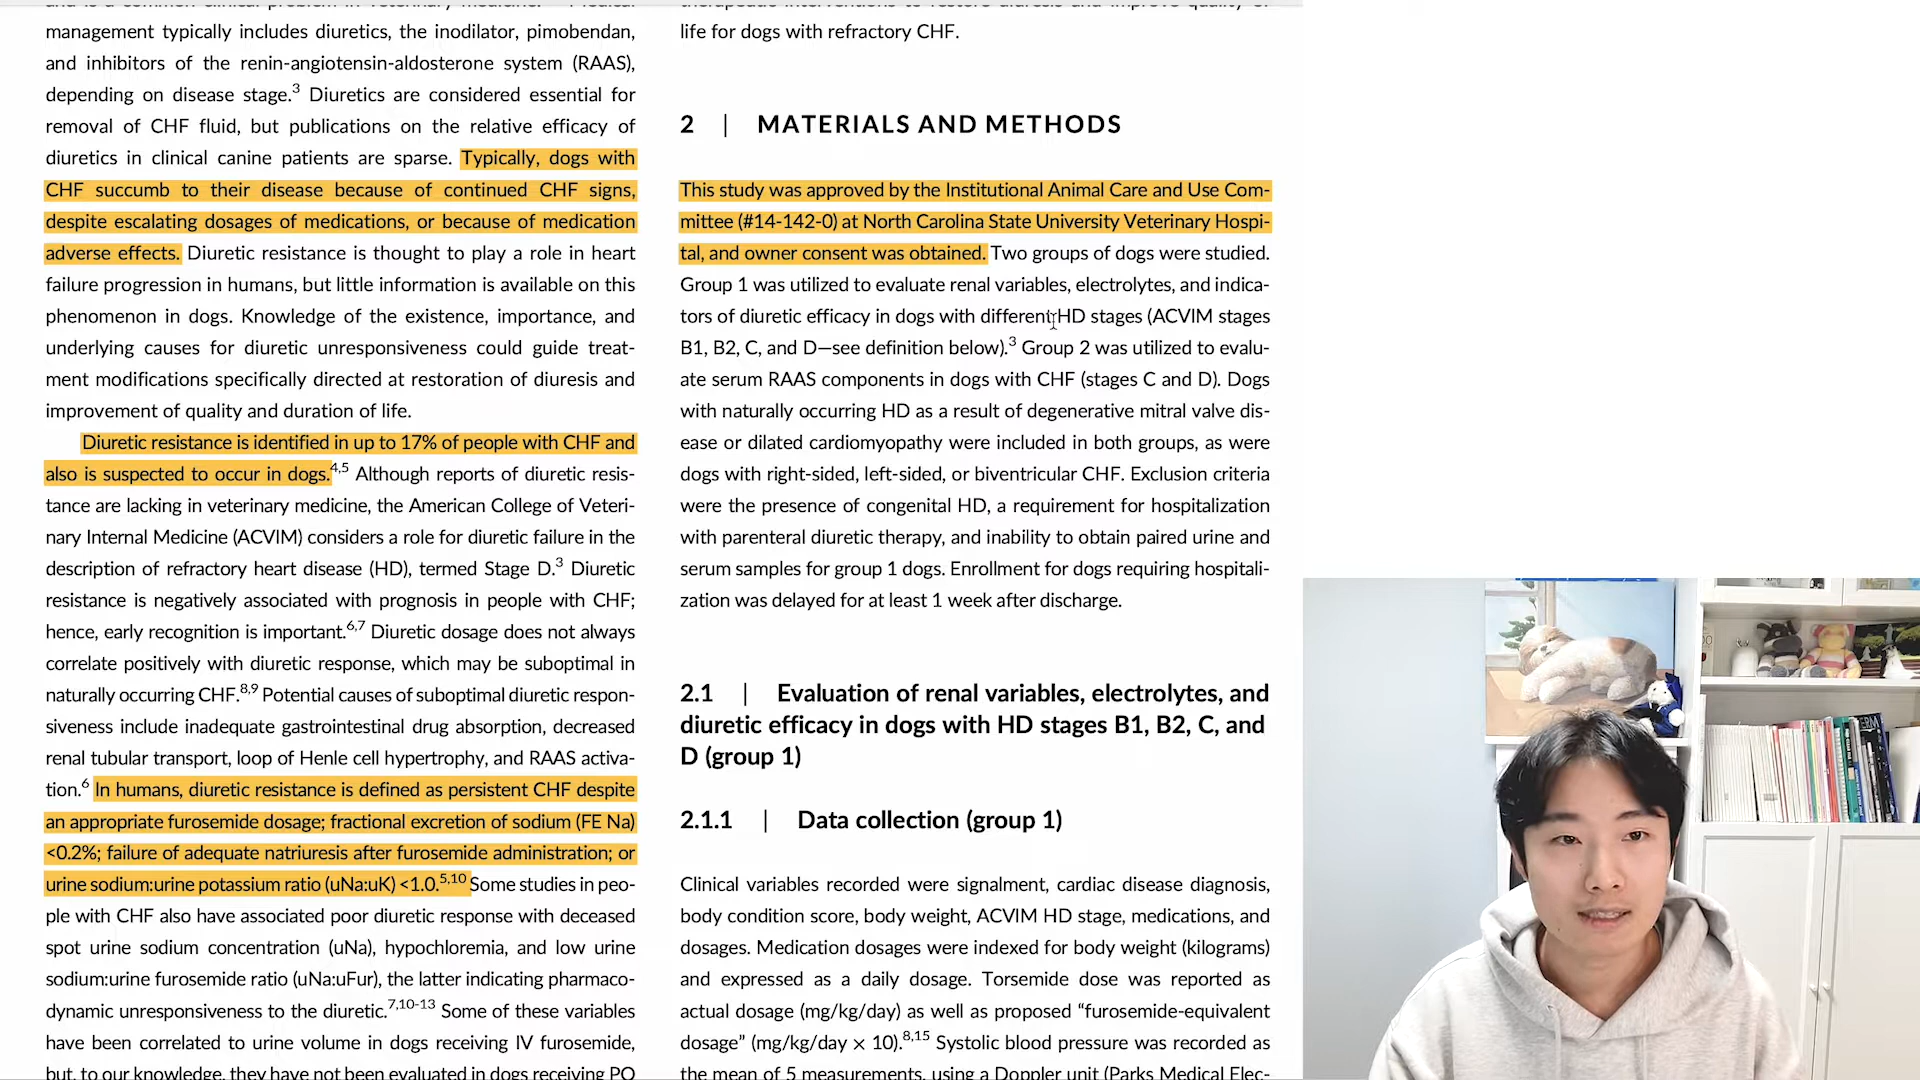 management typically includes diuretics, the inodilator, pimobendan,
and inhibitors of the renin-angiotensin-aldosterone system (RAAS),
depending on disease stage.3 Diuretics are considered essential for
removal of CHF fluid, but publications on the relative efficacy of
diuretics in clinical canine patients are sparse. Typically, dogs with
CHF succumb to their disease because of continued CHF signs,
despite escalating dosages of medications, or because of medication
adverse effects. Diuretic resistance is thought to play a role in heart
failure progression in humans, but little information is available on this
phenomenon in dogs. Knowledge of the existence, importance, and
underlying causes for diuretic unresponsiveness could guide treat-
ment modifications specifically directed at restoration of diuresis and
improvement of quality and duration of life.
Diuretic resistance is identified in up to 17% of people with CHF and
also is suspected to occur in dogs.4,5 Although reports of diuretic resis-
tance are lacking in veterinary medicine, the American College of Veteri-
nary Internal Medicine (ACVIM) considers a role for diuretic failure in the
description of refractory heart disease (HD), termed Stage D.3 Diuretic
resistance is negatively associated with prognosis in people with CHF;
hence, early recognition is important.6,7 Diuretic dosage does not always
correlate positively with diuretic response, which may be suboptimal in
naturally occurring CHF.8,9 Potential causes of suboptimal diuretic respon-
siveness include inadequate gastrointestinal drug absorption, decreased
renal tubular transport, loop of Henle cell hypertrophy, and RAAS activa-
tion.6 In humans, diuretic resistance is defined as persistent CHF despite
an appropriate furosemide dosage; fractional excretion of sodium (FE Na)
<0.2%; failure of adequate natriuresis after furosemide administration; or
urine sodium:urine potassium ratio (uNa:uK) <1.0.5,10 Some studies in peo-
ple with CHF also have associated poor diuretic response with deceased
spot urine sodium concentration (uNa), hypochloremia, and low urine
sodium:urine furosemide ratio (uNa:uFur), the latter indicating pharmaco-
dynamic unresponsiveness to the diuretic.7,10-13 Some of these variables
have been correlated to urine volume in dogs receiving IV furosemide,
but, to our knowledge, they have not been evaluated in dogs receiving PO
life for dogs with refractory CHF.
2 | MATERIALS AND METHODS
This study was approved by the Institutional Animal Care and Use Com-
mittee (#14-142-0) at North Carolina State University Veterinary Hospi-
tal, and owner consent was obtained. Two groups of dogs were studied.
Group 1 was utilized to evaluate renal variables, electrolytes, and indica-
tors of diuretic efficacy in dogs with different HD stages (ACVIM stages
B1, B2, C, and D—see definition below).3 Group 2 was utilized to evalu-
ate serum RAAS components in dogs with CHF (stages C and D). Dogs
with naturally occurring HD as a result of degenerative mitral valve dis-
ease or dilated cardiomyopathy were included in both groups, as were
dogs with right-sided, left-sided, or biventricular CHF. Exclusion criteria
were the presence of congenital HD, a requirement for hospitalization
with parenteral diuretic therapy, and inability to obtain paired urine and
serum samples for group 1 dogs. Enrollment for dogs requiring hospitali-
zation was delayed for at least 1 week after discharge.
2.1 | Evaluation of renal variables, electrolytes, and
diuretic efficacy in dogs with HD stages B1, B2, C, and
D (group 1)
2.1.1 | Data collection (group 1)
Clinical variables recorded were signalment, cardiac disease diagnosis,
body condition score, body weight, ACVIM HD stage, medications, and
dosages. Medication dosages were indexed for body weight (kilograms)
and expressed as a daily dosage. Torsemide dose was reported as
actual dosage (mg/kg/day) as well as proposed “furosemide-equivalent
dosage” (mg/kg/day × 10).8,15 Systolic blood pressure was recorded as
the mean of 5 measurements, using a Doppler unit (Parks Medical Elec-